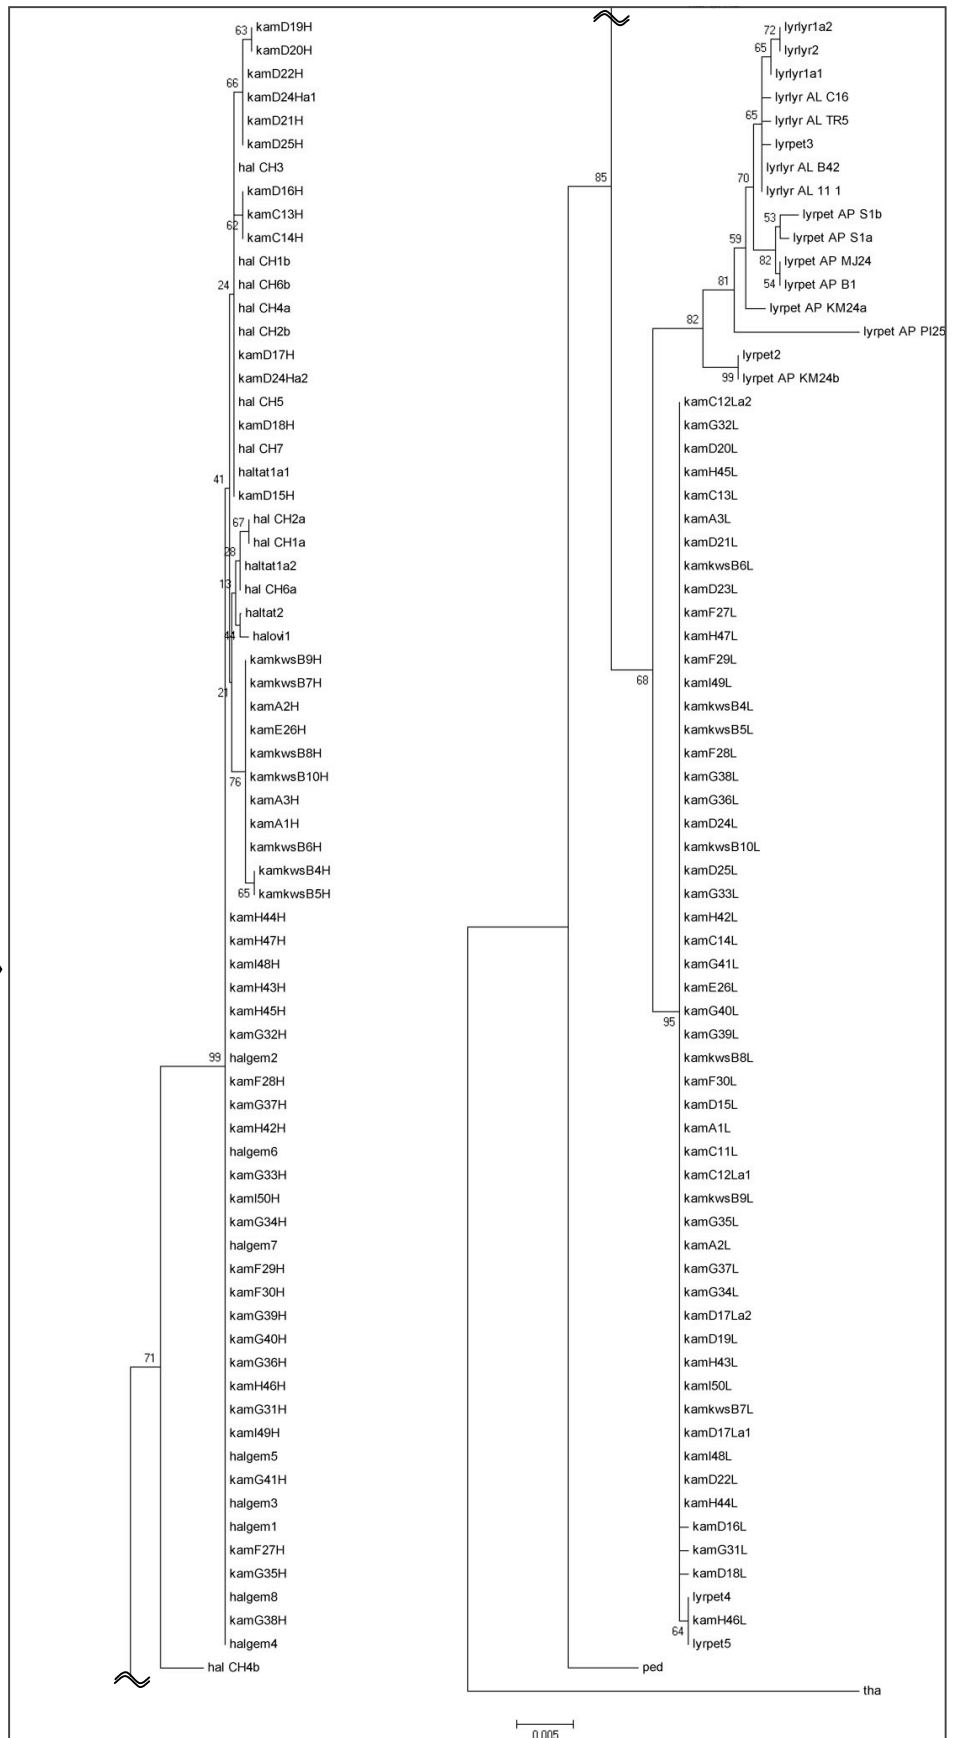 63
kamD19H
kamD20H
kamD22H
66
kamD24Ha1
kamD21H
kamD25H
hal CH3
kamD16H
kamC13H
62
kamC14H
hal CH1b
24
hal CH6b
hal CH4a
hal CH2b
kamD17H
kamD24Ha2
hal CH5
kamD18H
hal CH7
haltat1a1
41
kamD15H
67
hal CH2a
hal CH1a
28
haltat1a2
13
hal CH6a
haltat2
44
halovi1
kamkwsB9H
kamkwsB7H
21
kamA2H
kamE26H
kamkwsB8H
kamkwsB10H
76
kamA3H
kamA1H
kamkwsB6H
kamkwsB4H
65
kamkwsB5H
kamH44H
kamH47H
kamI48H
kamH43H
kamH45H
kamG32H
99
halgem2
kamF28H
kamG37H
kamH42H
halgem6
kamG33H
kamI50H
kamG34H
halgem7
kamF29H
kamF30H
kamG39H
kamG40H
71
kamG36H
kamH46H
kamG31H
kamI49H
halgem5
kamG41H
halgem3
halgem1
kamF27H
kamG35H
halgem8
kamG38H
halgem4
hal CH4b
72
lyrlyr1a2
65
lyrlyr2
lyrlyr1a1
lyrlyr AL C16
65
lyrlyr AL TR5
lyrpet3
lyrlyr AL B42
70
lyrlyr AL 11 1
85
53
lyrpet AP S1b
59
lyrpet AP S1a
82
lyrpet AP MJ24
54
lyrpet AP B1
81
lyrpet AP KM24a
82
lyrpet AP PI25
lyrpet2
99
lyrpet AP KM24b
kamC12La2
kamG32L
kamD20L
kamH45L
kamC13L
kamA3L
kamD21L
kamkwsB6L
kamD23L
kamF27L
kamH47L
kamF29L
68
kamI49L
kamkwsB4L
kamkwsB5L
kamF28L
kamG38L
kamG36L
kamD24L
kamkwsB10L
kamD25L
kamG33L
kamH42L
kamC14L
kamG41L
kamE26L
kamG40L
95
kamG39L
kamkwsB8L
kamF30L
kamD15L
kamA1L
kamC11L
kamC12La1
kamkwsB9L
kamG35L
kamA2L
kamG37L
kamG34L
kamD17La2
kamD19L
kamH43L
kamI50L
kamkwsB7L
kamD17La1
kamI48L
kamD22L
kamH44L
kamD16L
kamG31L
kamD18L
lyrpet4
kamH46L
64
lyrpet5
ped
tha
0.005